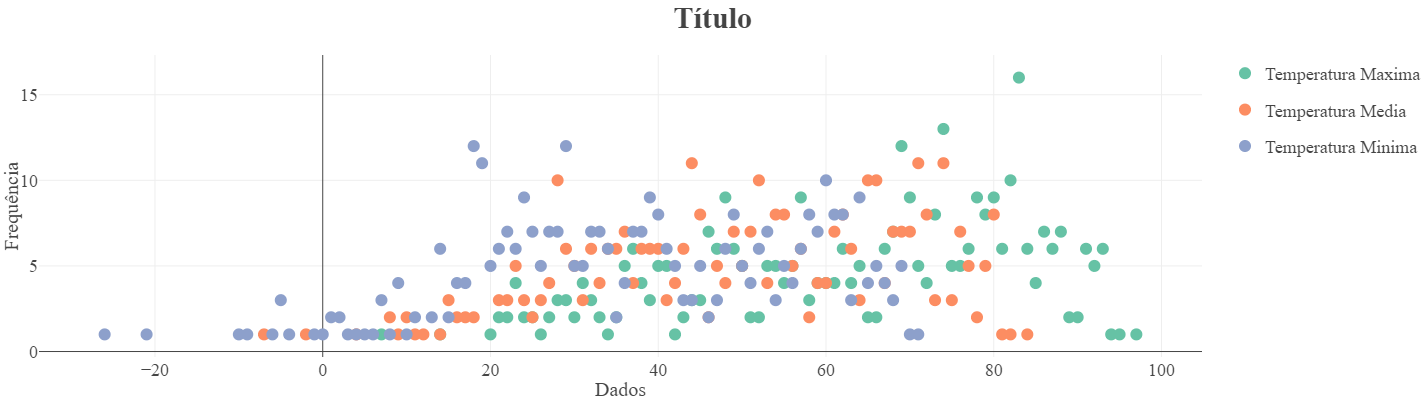 Título
Temperatura Maxima
Temperatura Media
Temperatura Minima
Frequência
15
10
5
0
−20
0
20
40
60
80
100
Dados